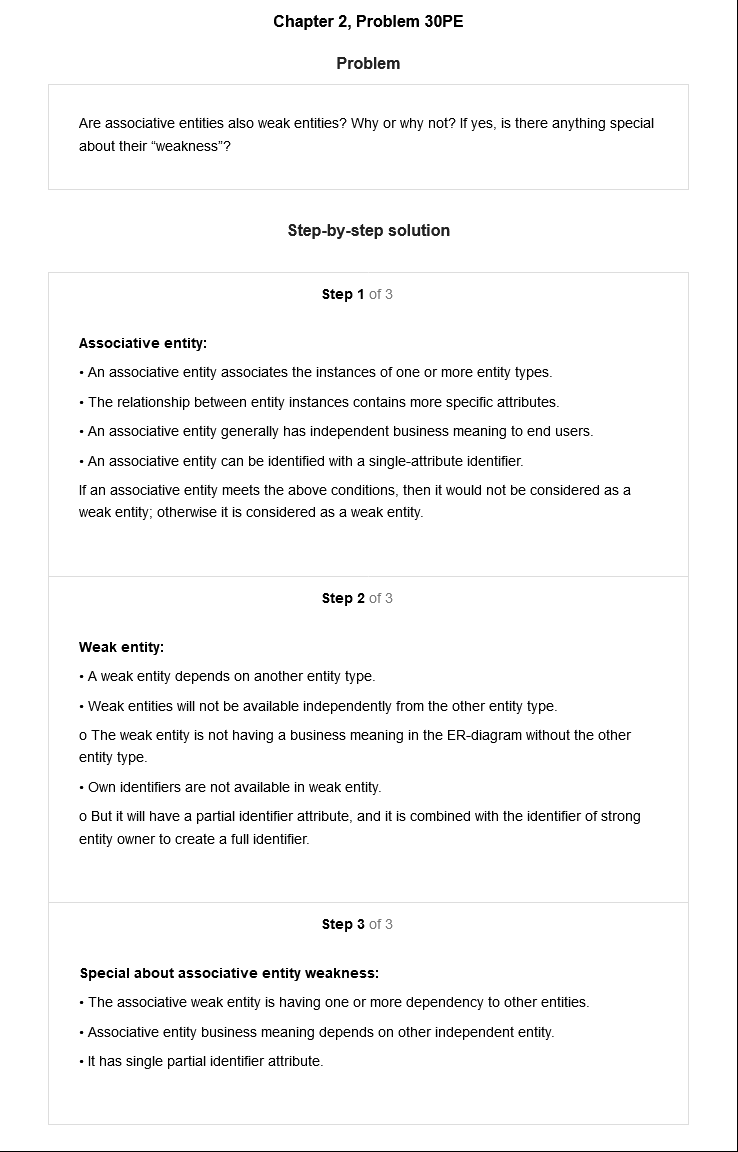 Chapter 2, Problem 30PE
Problem
Are associative entities also weak entities? Why or why not? If yes, is there anything special
about their “weakness”?
Step-by-step solution
Step 1 of 3
Associative entity:
• An associative entity associates the instances of one or more entity types.
• The relationship between entity instances contains more specific attributes.
• An associative entity generally has independent business meaning to end users.
• An associative entity can be identified with a single-attribute identifier.
If an associative entity meets the above conditions, then it would not be considered as a
weak entity; otherwise it is considered as a weak entity.
Step 2 of 3
Weak entity:
• A weak entity depends on another entity type.
• Weak entities will not be available independently from the other entity type.
o The weak entity is not having a business meaning in the ER-diagram without the other
entity type.
• Own identifiers are not available in weak entity.
o But it will have a partial identifier attribute, and it is combined with the identifier of strong
entity owner to create a full identifier.
Step 3 of 3
Special about associative entity weakness:
• The associative weak entity is having one or more dependency to other entities.
• Associative entity business meaning depends on other independent entity.
• It has single partial identifier attribute.